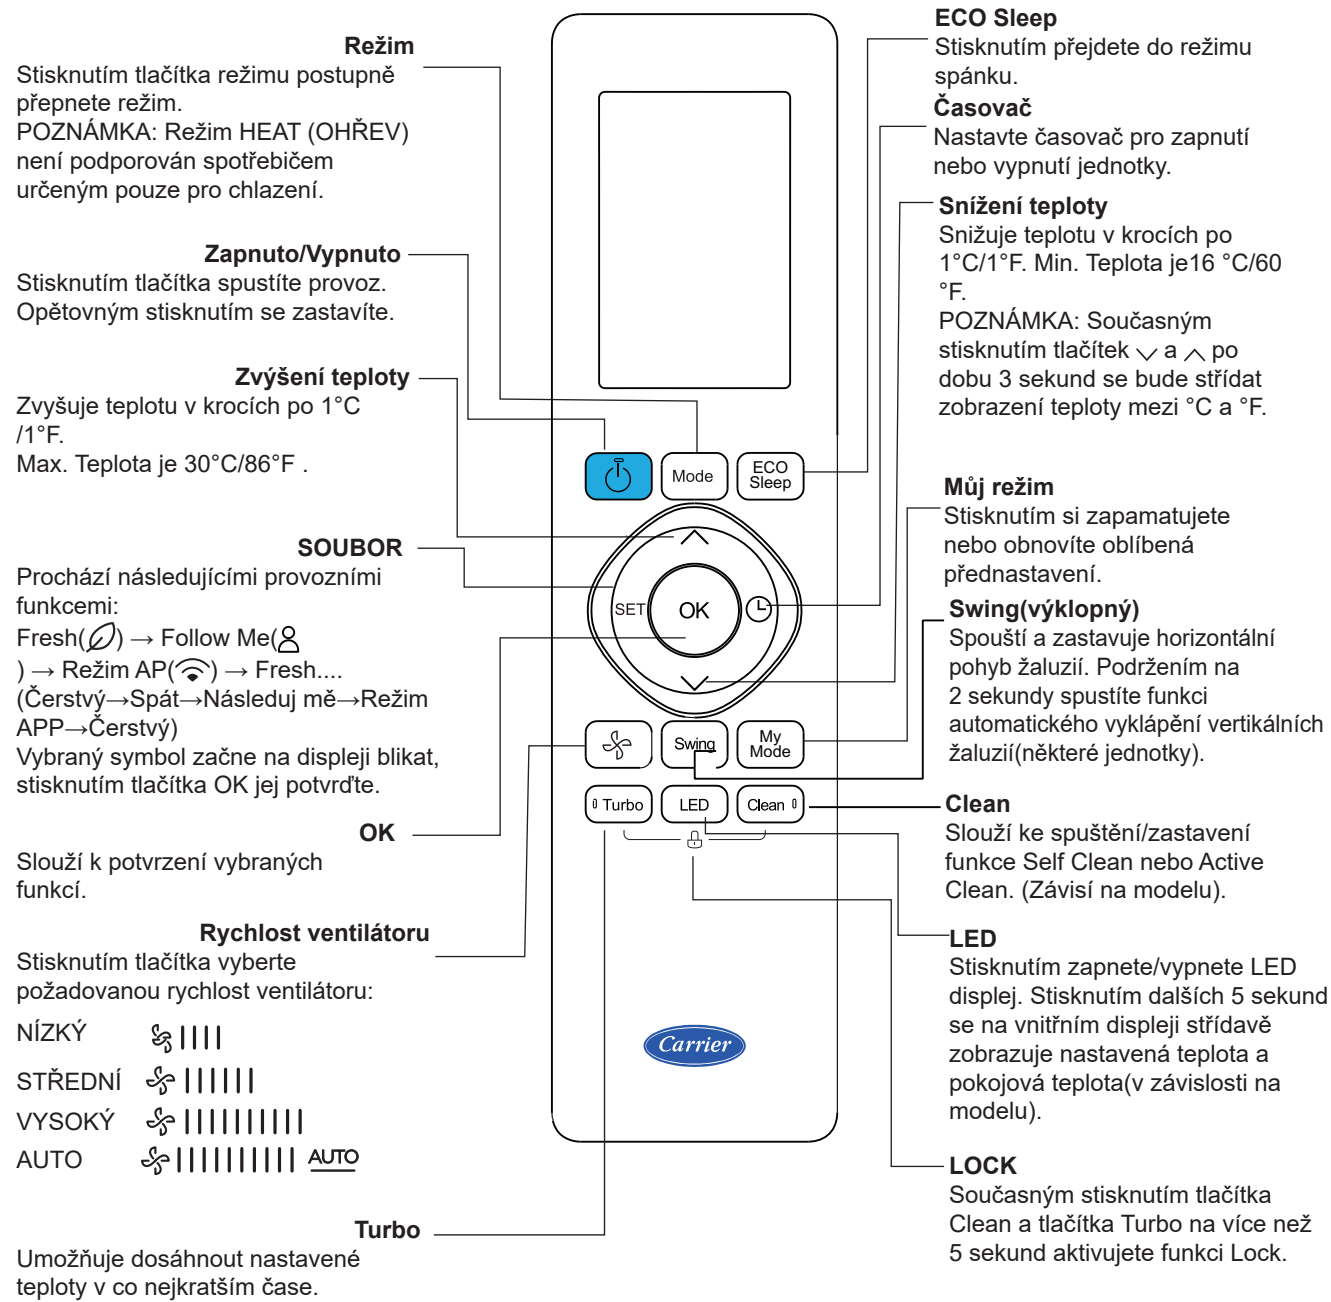 Režim
Stisknutím tlačítka režimu postupně
přepnete režim.
POZNÁMKA: Režim HEAT (OHŘEV)
není podporován spotřebičem
určeným pouze pro chlazení.
Zapnuto/Vypnuto
Stisknutím tlačítka spustíte provoz.
Opětovným stisknutím se zastavíte.
Zvýšení teploty
Zvyšuje teplotu v krocích po 1°C
/1°F.
Max. Teplota je 30°C/86°F .
SOUBOR
Prochází následujícími provozními
funkcemi:
Fresh( ) → Follow Me(
) → Režim AP( ) → Fresh....
(Čerstvý→Spát→Následuj mě→Režim
APP→Čerstvý)
Vybraný symbol začne na displeji blikat,
stisknutím tlačítka OK jej potvrďte.
OK
Slouží k potvrzení vybraných
funkcí.
Rychlost ventilátoru
Stisknutím tlačítka vyberte
požadovanou rychlost ventilátoru:
NÍZKÝ
STŘEDNÍ
VYSOKÝ
AUTO AUTO
Turbo
Umožňuje dosáhnout nastavené
teploty v co nejkratším čase.
Mode
ECO
Sleep
SET
OK
Swing
My
Mode
Turbo
LED
Clean
Carrier
ECO Sleep
Stisknutím přejdete do režimu
spánku.
Časovač
Nastavte časovač pro zapnutí
nebo vypnutí jednotky.
Snížení teploty
Snižuje teplotu v krocích po
1°C/1°F. Min. Teplota je16 °C/60
°F.
POZNÁMKA: Současným
stisknutím tlačítek a po
dobu 3 sekund se bude střídat
zobrazení teploty mezi °C a °F.
Můj režim
Stisknutím si zapamatujete
nebo obnovíte oblíbená
přednastavení.
Swing(výklopný)
Spouští a zastavuje horizontální
pohyb žaluzií. Podržením na
2 sekundy spustíte funkci
automatického vyklápění vertikálních
žaluzií(některé jednotky).
Clean
Slouží ke spuštění/zastavení
funkce Self Clean nebo Active
Clean. (Závisí na modelu).
LED
Stisknutím zapnete/vypnete LED
displej. Stisknutím dalších 5 sekund
se na vnitřním displeji střídavě
zobrazuje nastavená teplota a
pokojová teplota(v závislosti na
modelu).
LOCK
Současným stisknutím tlačítka
Clean a tlačítka Turbo na více než
5 sekund aktivujete funkci Lock.